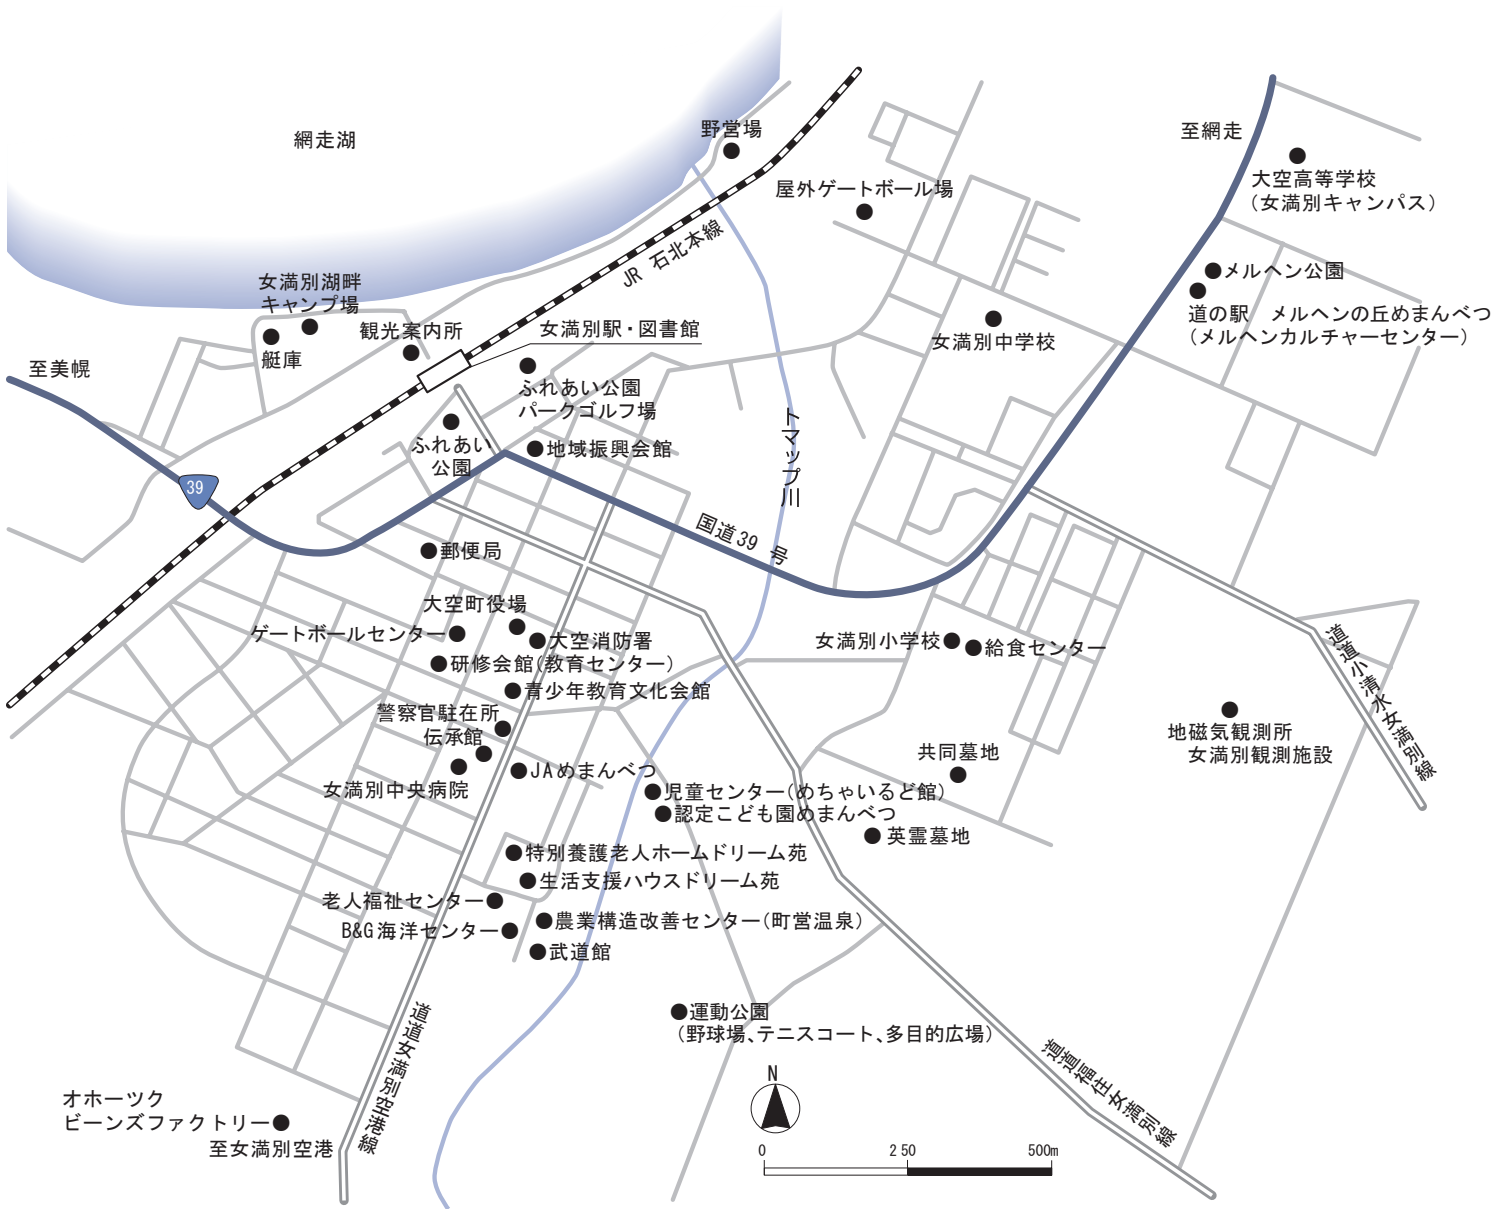 網走湖
野営場
至網走
大空高等学校
（女満別キャンパス）
屋外ゲートボール場
JR 石北本線
メルヘン公園
道の駅　メルヘンの丘めまんべつ
（メルヘンカルチャーセンター）
女満別湖畔
キャンプ場
艇庫
観光案内所
女満別駅・図書館
女満別中学校
至美幌
ふれあい公園
パークゴルフ場
ふれあい
公園
地域振興会館
トマップ川
39
国道39 号
郵便局
大空町役場
ゲートボールセンター
大空消防署
研修会館（教育センター）
青少年教育文化会館
女満別小学校
給食センター
道道小清水女満別線
警察官駐在所
伝承館
女満別中央病院
JAめまんべつ
地磁気観測所
女満別観測施設
共同墓地
児童センター（めちゃいるど館）
認定こども園めまんべつ
英霊墓地
特別養護老人ホームドリーム苑
生活支援ハウスドリーム苑
老人福祉センター
農業構造改善センター（町営温泉）
B&G海洋センター
武道館
運動公園
（野球場、テニスコート、多目的広場）
道道女満別空港線
道道福住女満別線
オホーツク
ビーンズファクトリー
至女満別空港
N
0
250
500m